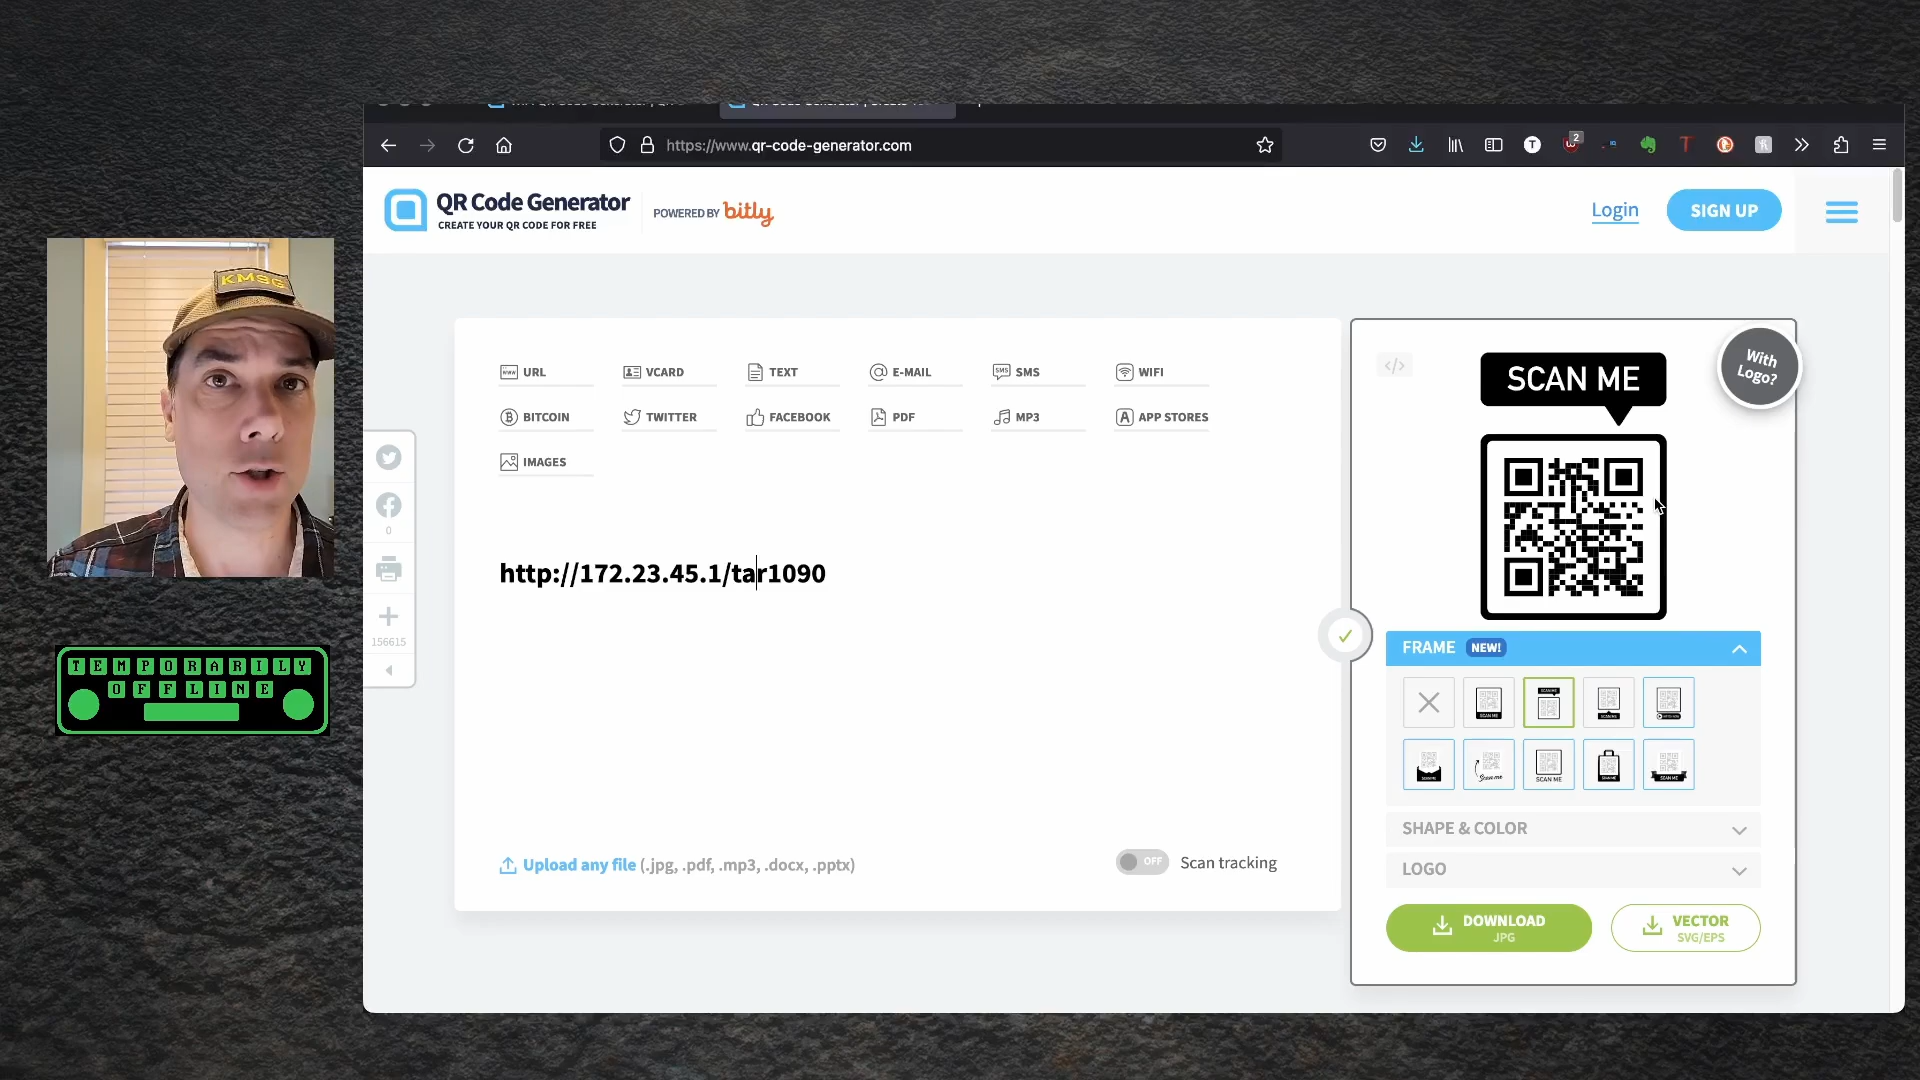 https://www.qr-code-generator.com
2
T
QR Code Generator
CREATE YOUR QR CODE FOR FREE
POWERED BY bitly
Login
SIGN UP
KMSG
TEMPORARILY
OFFLINE
0
156615
URL
VCARD
TEXT
E-MAIL
SMS
WIFI
BITCOIN
TWITTER
FACEBOOK
PDF
MP3
APP STORES
IMAGES
http://172.23.45.1/tar1090
Upload any file (.jpg, .pdf, .mp3, .docx, .pptx)
OFF
Scan tracking
With
Logo?
SCAN ME
FRAME NEW!
SHAPE & COLOR
LOGO
DOWNLOAD
JPG
VECTOR
SVG/EPS